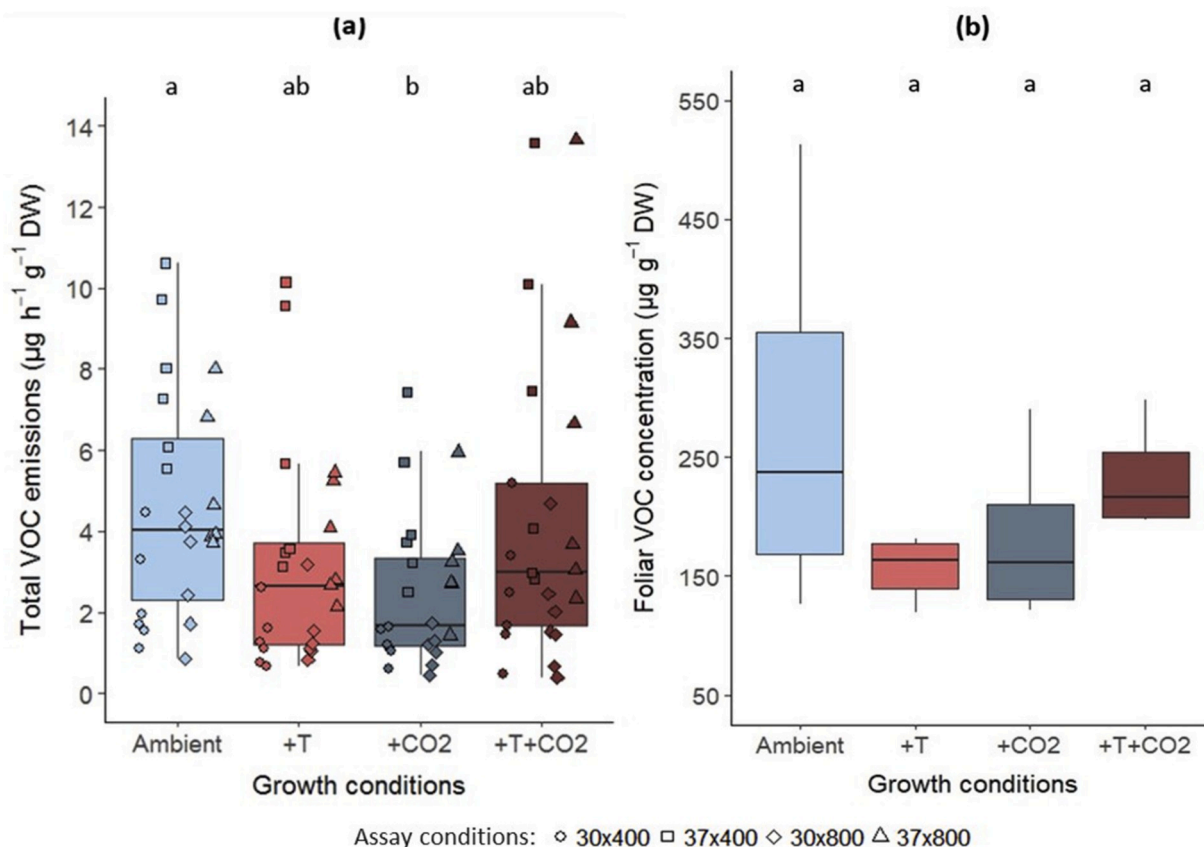 (a)
a ab b ab
Total VOC emissions (µg h⁻¹ g⁻¹ DW)
14
12
10
8
6
4
2
0
Ambient +T +CO2 +T+CO2
Growth conditions
(b)
a a a a
Foliar VOC concentration (µg g⁻¹ DW)
550
450
350
250
150
50
Ambient +T +CO2 +T+CO2
Growth conditions
Assay conditions: 30x400 37x400 30x800 37x800